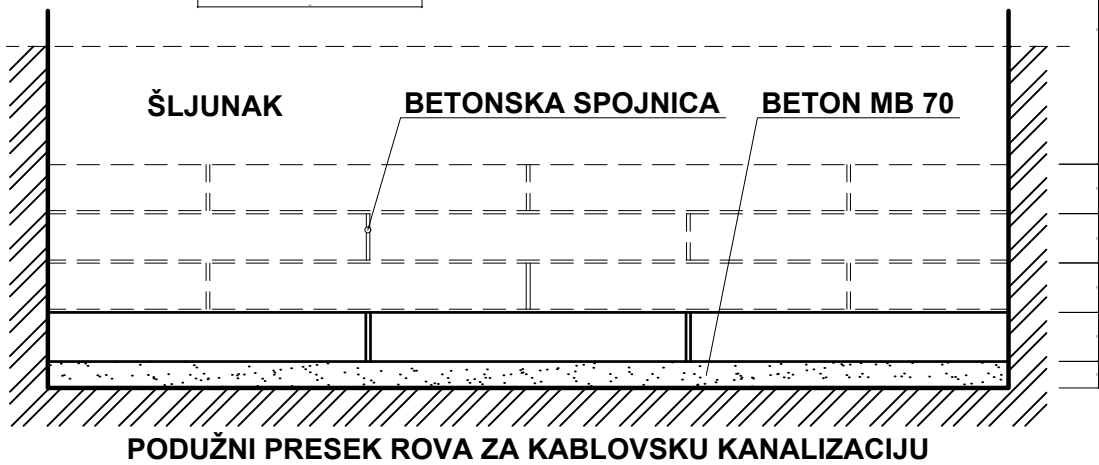 ŠLJUNAK
BETONSKA SPOJNICA
BETON MB 70
PODUŽNI PRESEK ROVA ZA KABLOVSKU KANALIZACIJU